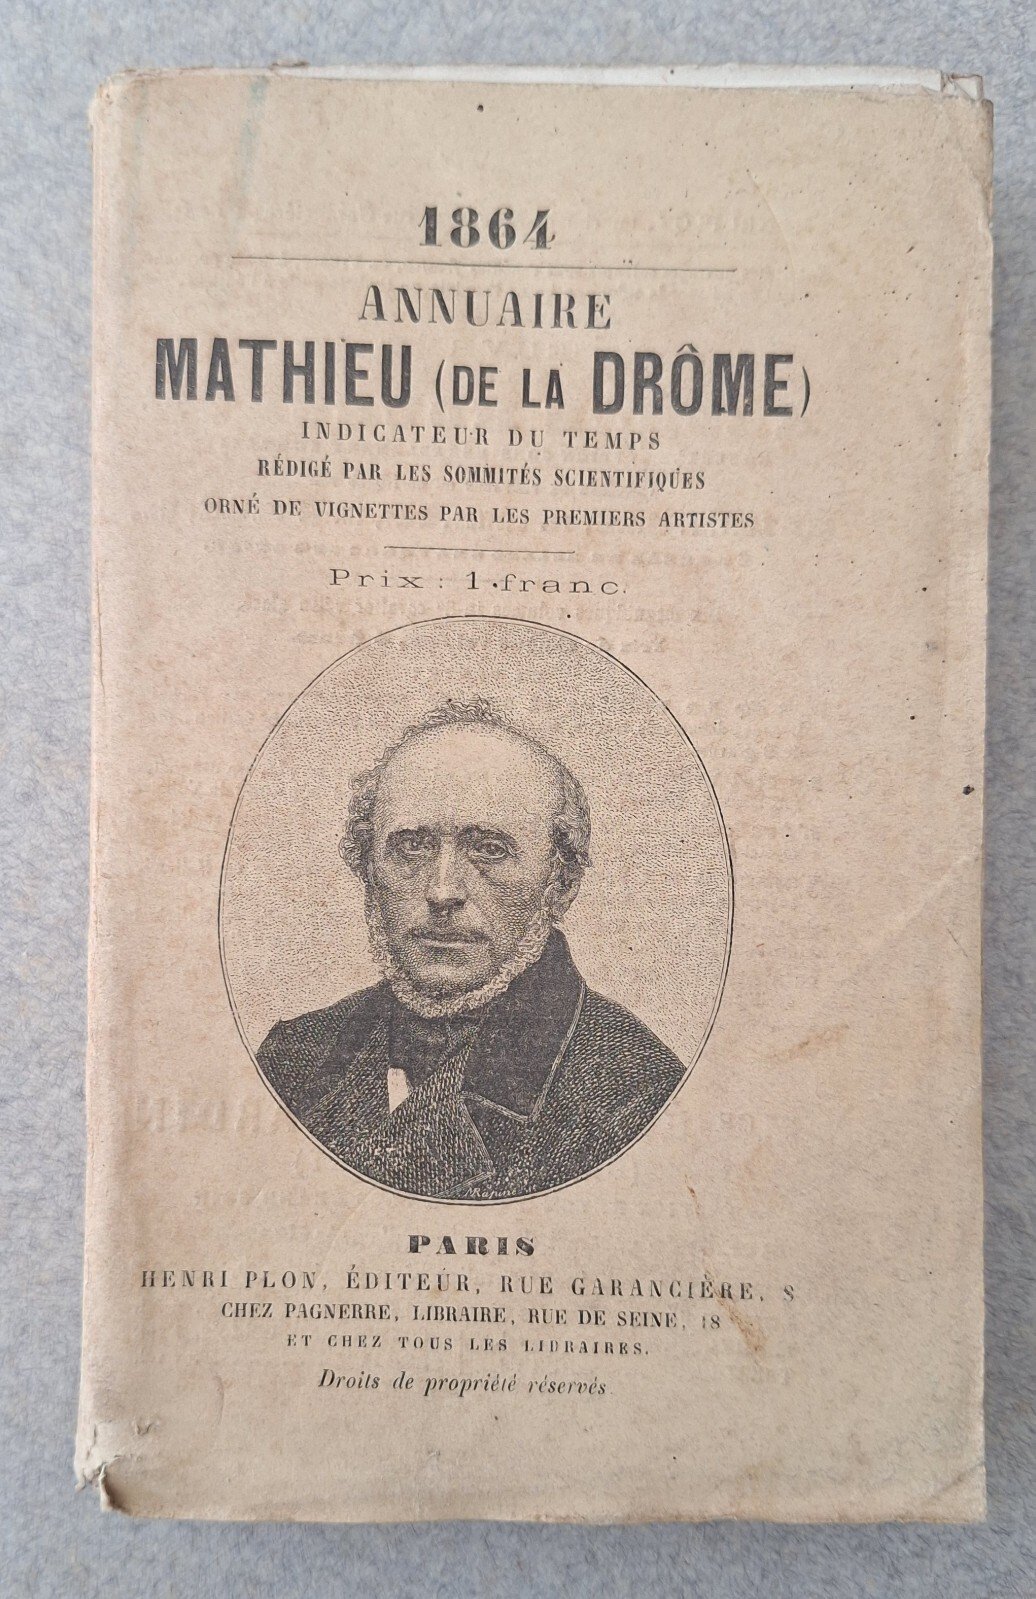 1864
ANNUAIRE
MATHIEU (DE LA DRÔME)
INDICATEUR DU TEMPS
RÉDIGÉ PAR LES SOMMITÉS SCIENTIFIQUES
ORNÉ DE VIGNETTES PAR LES PREMIERS ARTISTES
Prix : 1 franc.
Rapine
PARIS
HENRI PLON, ÉDITEUR, RUE GARANCIÈRE, 8
CHEZ PAGNERRE, LIBRAIRE, RUE DE SEINE, 18
ET CHEZ TOUS LES LIBRAIRES.
Droits de propriété réservés.